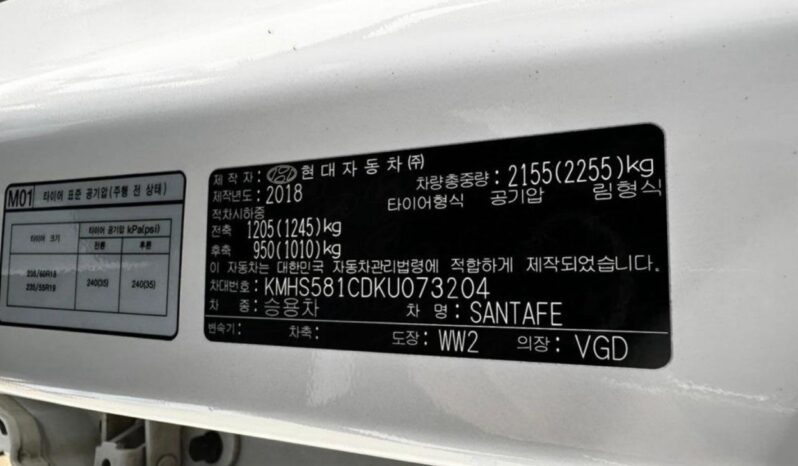 M01 타이어 표준 공기압(주행 전 상태)
타이어 크기 타이어 공기압 kPa(psi)
전륜 후륜
235/60R18
235/55R19
240(35) 240(35)
제 작 자: 현대자동차㈜
제작년도: 2018 차량총중량: 2155(2255)kg
적차시하중 타이어형식 공기압 림형식
전축 1205(1245)kg
후축 950(1010)kg
이 자동차는 대한민국 자동차관리법령에 적합하게 제작되었습니다.
차대번호: KMHS581CDKU073204
차 종: 승용차 차 명: SANTAFE
변속기: 차축: 도장: WW2 의장: VGD